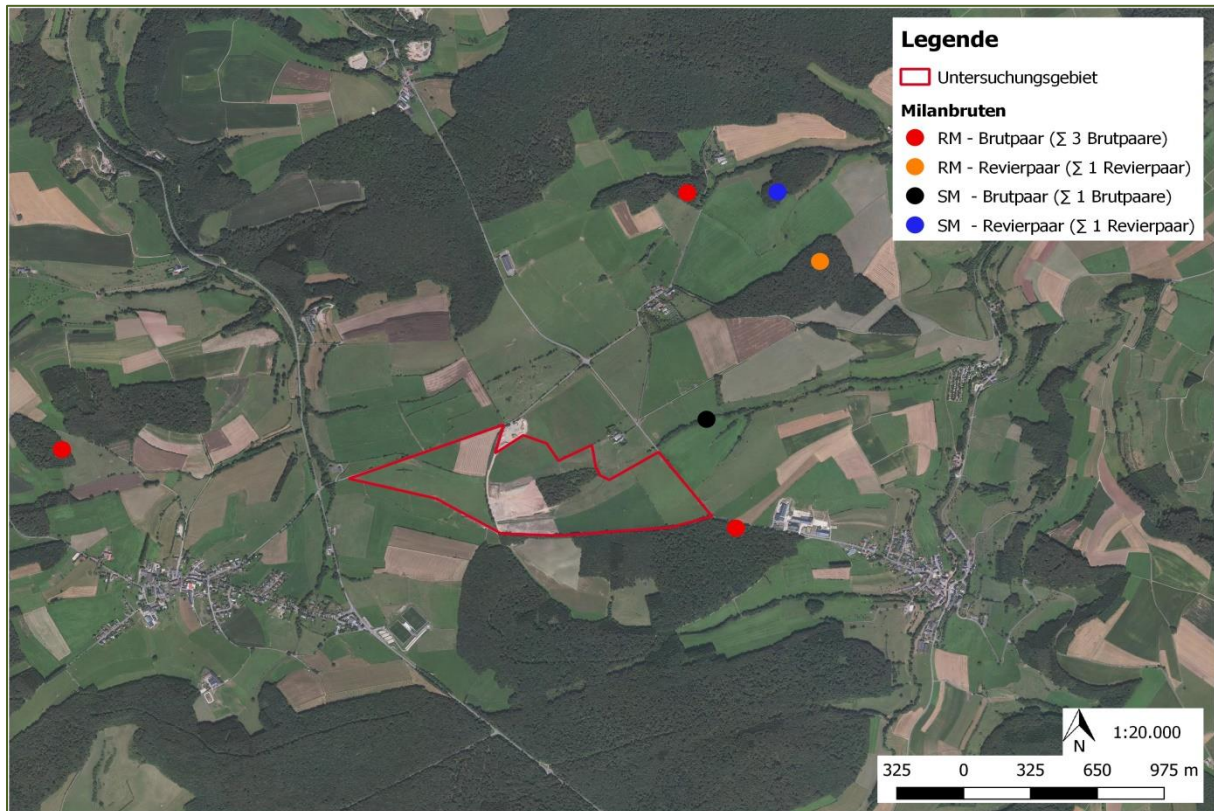 Legende
Untersuchungsgebiet
Milanbruten
RM - Brutpaar (Σ 3 Brutpaare)
RM - Revierpaar (Σ 1 Revierpaar)
SM - Brutpaar (Σ 1 Brutpaare)
SM - Revierpaar (Σ 1 Revierpaar)
N
1:20.000
325 0 325 650 975 m